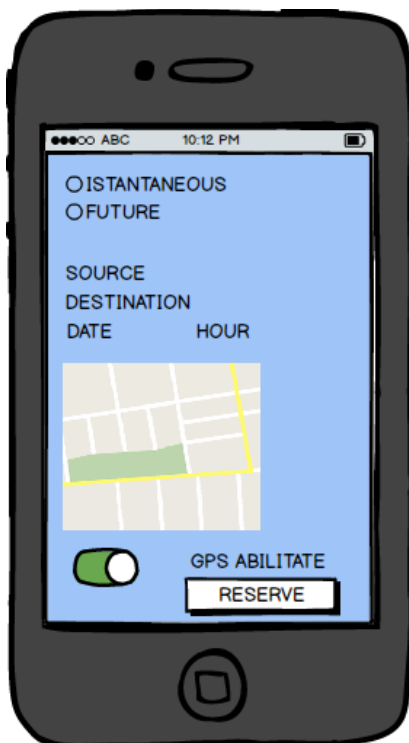 ABC 10:12 PM
ISTANTANEOUS
FUTURE
SOURCE
DESTINATION
DATE HOUR
GPS ABILITATE
RESERVE